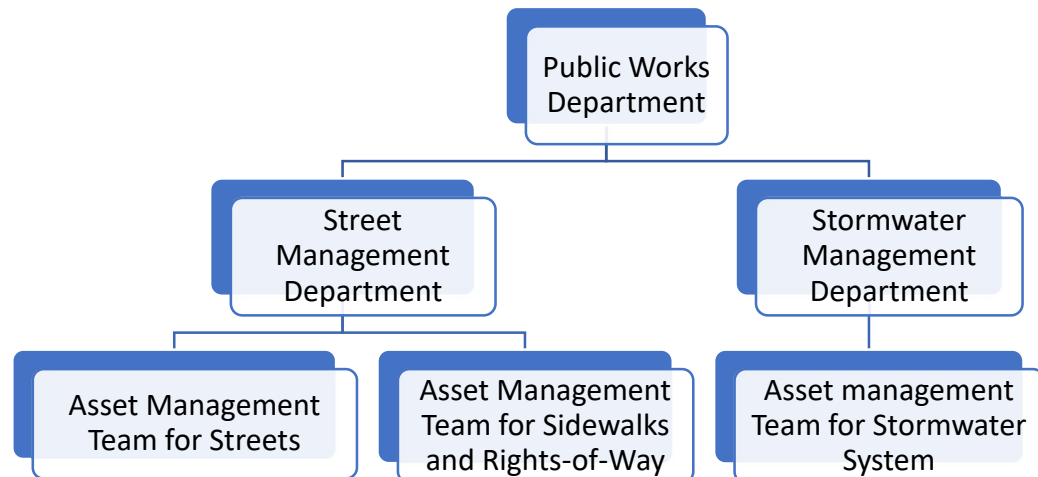 Public Works
Department
Street
Management
Department
Stormwater
Management
Department
Asset Management
Team for Streets
Asset Management
Team for Sidewalks
and Rights-of-Way
Asset management
Team for Stormwater
System